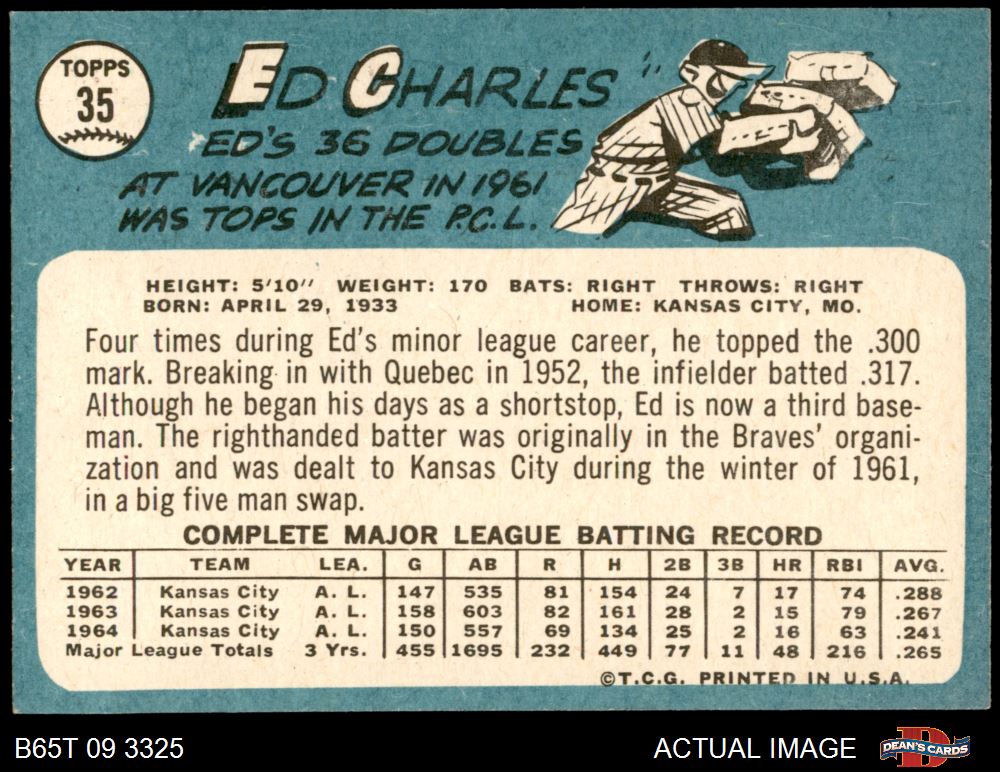 TOPPS
35
ED CHARLES
ED'S 36 DOUBLES
AT VANCOUVER IN 1961
WAS TOPS IN THE P.C.L.
HEIGHT: 5'10" WEIGHT: 170 BATS: RIGHT THROWS: RIGHT
BORN: APRIL 29, 1933 HOME: KANSAS CITY, MO.
Four times during Ed's minor league career, he topped the .300
mark. Breaking in with Quebec in 1952, the infielder batted .317.
Although he began his days as a shortstop, Ed is now a third base-
man. The righthanded batter was originally in the Braves' organi-
zation and was dealt to Kansas City during the winter of 1961,
in a big five man swap.
COMPLETE MAJOR LEAGUE BATTING RECORD
YEAR TEAM LEA. G AB R H 2B 3B HR RBI AVG.
1962 Kansas City A. L. 147 535 81 154 24 7 17 74 .288
1963 Kansas City A. L. 158 603 82 161 28 2 15 79 .267
1964 Kansas City A. L. 150 557 69 134 25 2 16 63 .241
Major League Totals 3 Yrs. 455 1695 232 449 77 11 48 216 .265
©T.C.G. PRINTED IN U.S.A.
B65T 09 3325 ACTUAL IMAGE DEAN'S CARDS